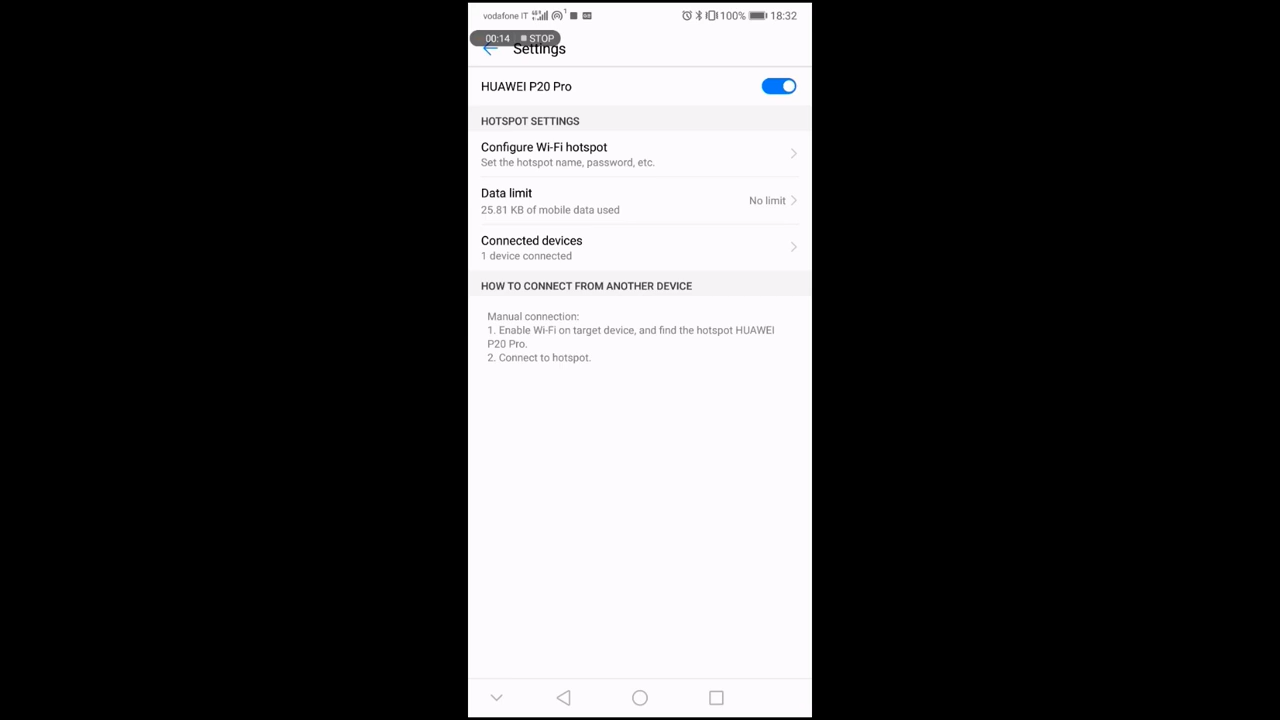 vodafone IT 1 100% 18:32
00:14 STOP
Settings
HUAWEI P20 Pro
HOTSPOT SETTINGS
Configure Wi-Fi hotspot
Set the hotspot name, password, etc.
Data limit
25.81 KB of mobile data used
No limit
Connected devices
1 device connected
HOW TO CONNECT FROM ANOTHER DEVICE
Manual connection:
1. Enable Wi-Fi on target device, and find the hotspot HUAWEI
P20 Pro.
2. Connect to hotspot.